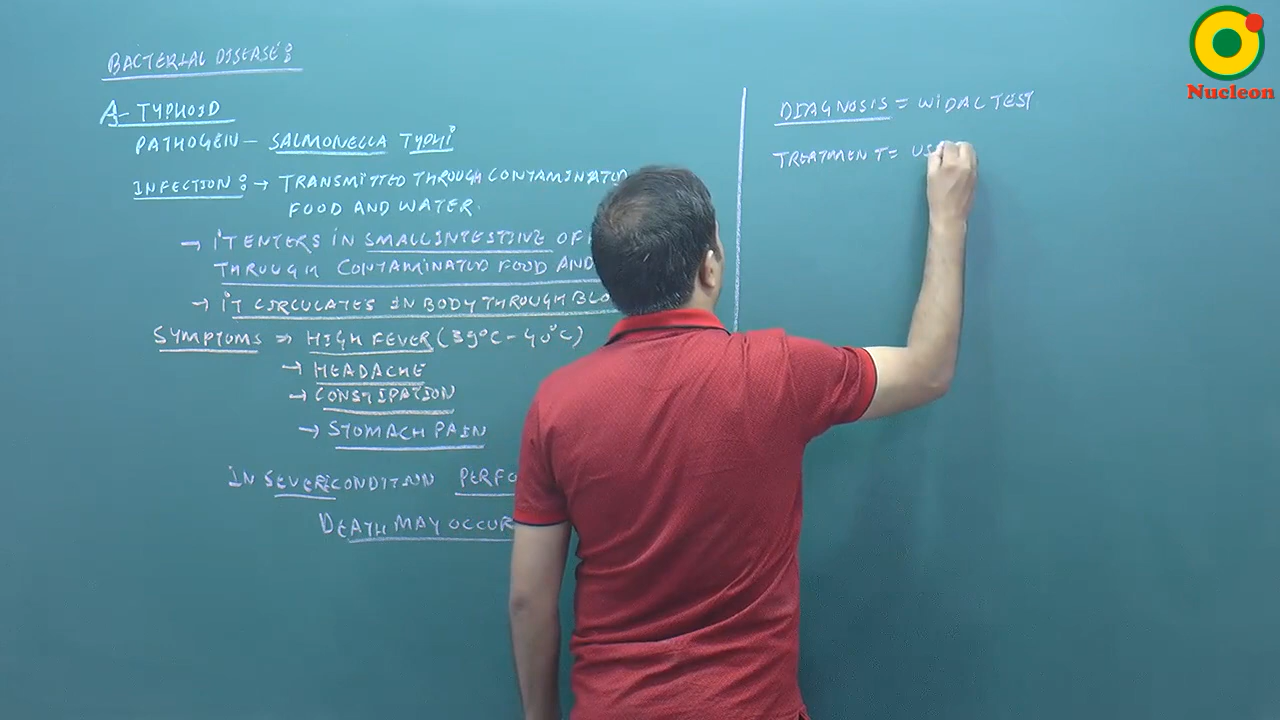 BACTERIAL DISEASE:
A- TYPHOID
PATHOGEN - SALMONELLA TYPHI
INFECTION: → TRANSMITTED THROUGH CONTAMINATED
FOOD AND WATER.
→ IT ENTERS IN SMALL INTESTINE OF
THROUGH CONTAMINATED FOOD AND
→ IT CIRCULATES IN BODY THROUGH BLO
SYMPTOMS ⇒ HIGH FEVER (39°C - 40°C)
→ HEADACHE
→ CONSTIPATION
→ STOMACH PAIN
IN SEVERE CONDITION PERFO
DEATH MAY OCCUR
DIAGNOSIS = WIDAL TEST
TREATMENT = US
Nucleon